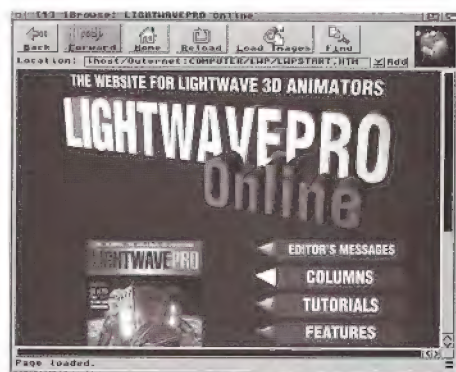 [1] IBrowse: LIGHTWAVEPRO Online
Back Forward Home Reload Load Images Find
Location: Add
THE WEBSITE FOR LIGHTWAVE 3D ANIMATORS
LIGHTWAVEPRO
Online
LIGHTWAVEPRO
EDITOR'S MESSAGES
COLUMNS
TUTORIALS
FEATURES
Page loaded.